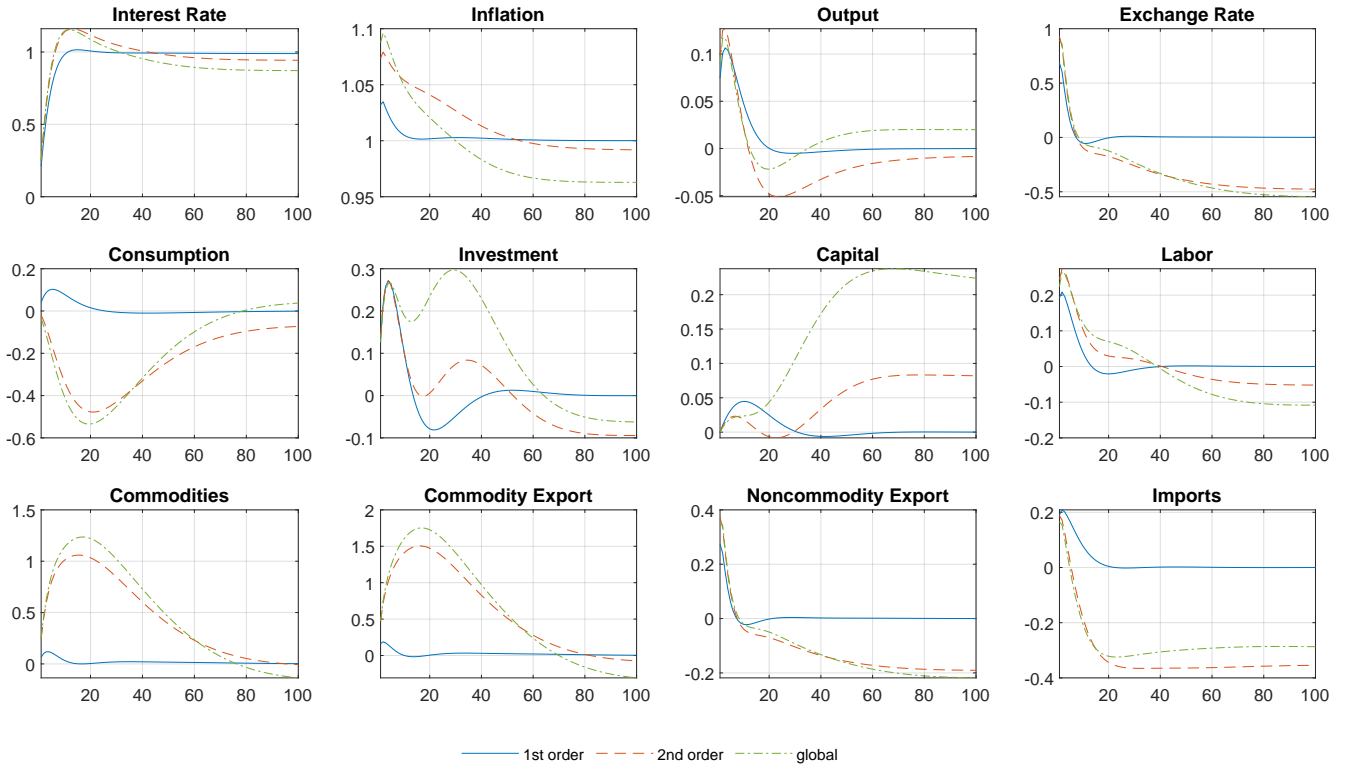 Interest Rate
1
0.5
0
20 40 60 80 100
Inflation
1.1
1.05
1
0.95
20 40 60 80 100
Output
0.1
0.05
0
-0.05
20 40 60 80 100
Exchange Rate
1
0.5
0
-0.5
20 40 60 80 100
Consumption
0.2
0
-0.2
-0.4
-0.6
20 40 60 80 100
Investment
0.3
0.2
0.1
0
-0.1
20 40 60 80 100
Capital
0.2
0.15
0.1
0.05
0
20 40 60 80 100
Labor
0.2
0.1
0
-0.1
-0.2
20 40 60 80 100
Commodities
1.5
1
0.5
0
20 40 60 80 100
Commodity Export
2
1.5
1
0.5
0
20 40 60 80 100
Noncommodity Export
0.4
0.2
0
-0.2
20 40 60 80 100
Imports
0.2
0
-0.2
-0.4
20 40 60 80 100
1st order 2nd order global